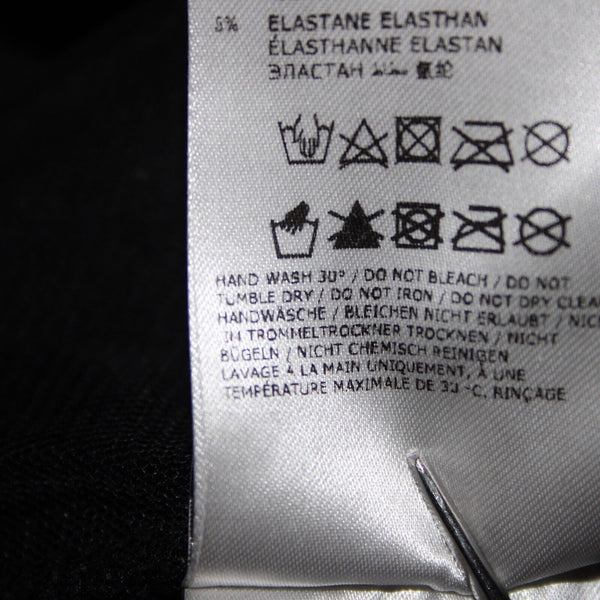 5% ELASTANE ELASTHAN
ÉLASTHANNE ELASTAN
ЭЛАСТАН
HAND WASH 30° / DO NOT BLEACH / DO NOT
TUMBLE DRY / DO NOT IRON / DO NOT DRY CLEA
HANDWÄSCHE / BLEICHEN NICHT ERLAUBT / NIC
IM TROMMELTROCKNER TROCKNEN / NICHT
BÜGELN / NICHT CHEMISCH REINIGEN
LAVAGE À LA MAIN UNIQUEMENT, À UNE
TEMPÉRATURE MAXIMALE DE 30 °C, RINÇAGE